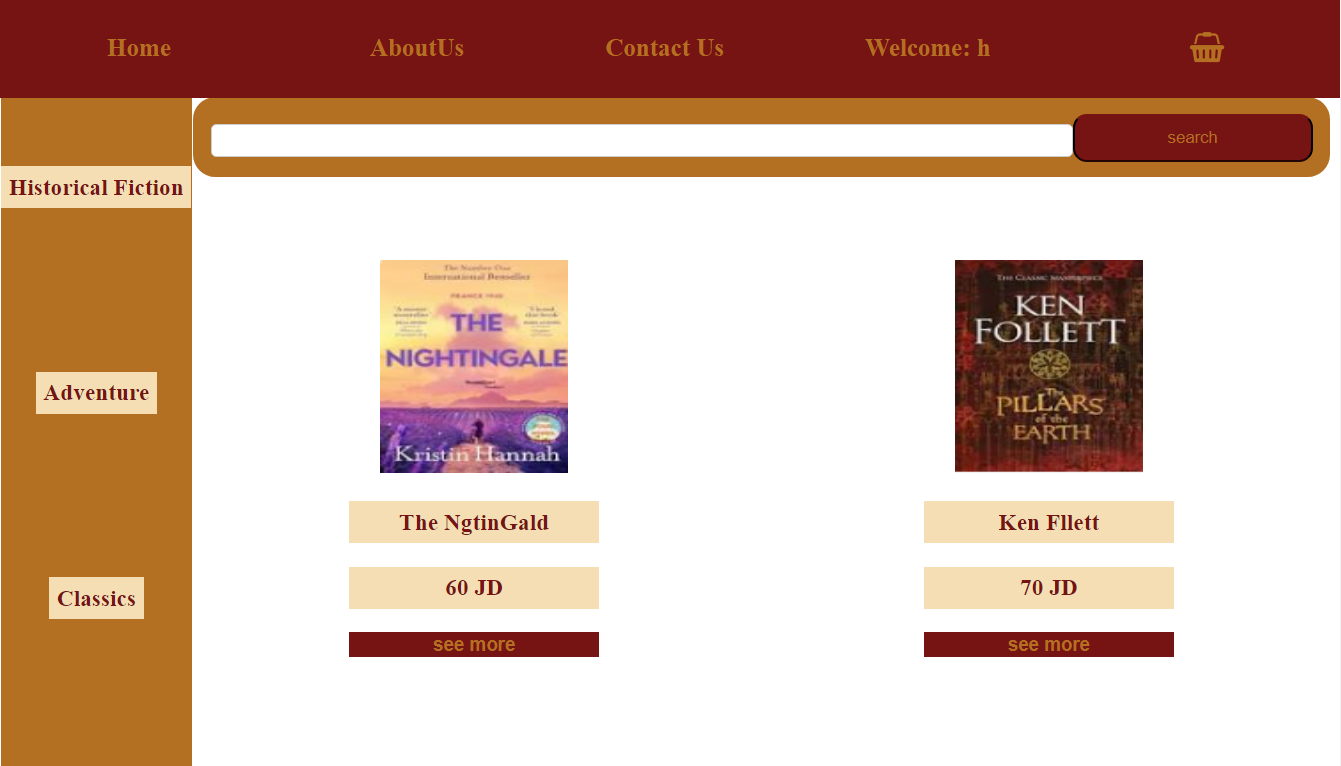 Home AboutUs Contact Us Welcome: h
search
Historical Fiction
Adventure
Classics
The Number One
International Bestseller
FRANCE 1940
THE
NIGHTINGALE
Kristin Hannah
THE CLASSIC MASTERPIECE
KEN
FOLLETT
The
PILLARS
of the
EARTH
The NgtinGald
60 JD
see more
Ken Fllett
70 JD
see more